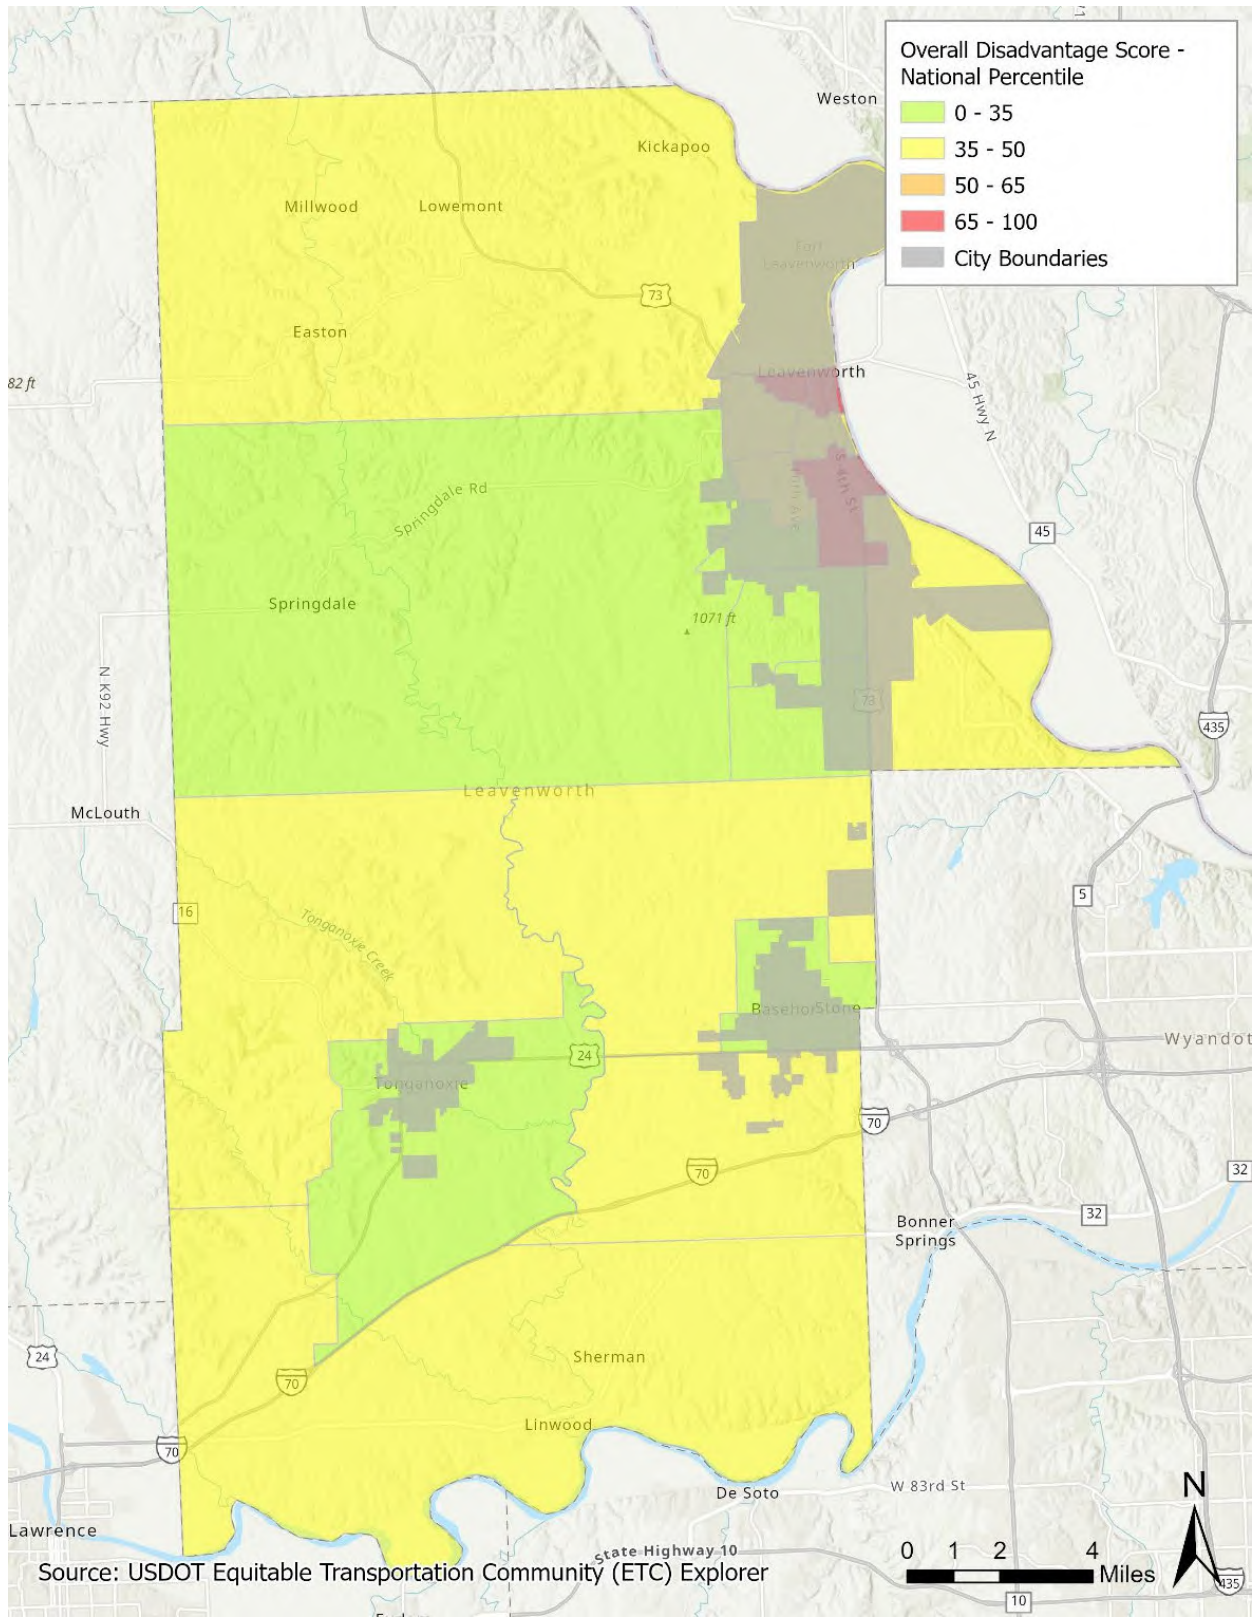 Overall Disadvantage Score -
National Percentile
0 - 35
35 - 50
50 - 65
65 - 100
City Boundaries
Weston
Kickapoo
Millwood
Lowemont
Fort
Leavenworth
73
Easton
Leavenworth
82 ft
45 Hwy N
Springdale Rd
S 4th St
45
Springdale
1071 ft
N K92 Hwy
73
435
Leavenworth
McLouth
5
16
Tonganoxie Creek
Basehor
Stone
Wyandot
24
Tonganoxie
70
70
32
32
Bonner
Springs
24
Sherman
70
Linwood
70
W 83rd St
De Soto
N
Lawrence
State Highway 10
0 1 2 4
Miles
Source: USDOT Equitable Transportation Community (ETC) Explorer
435
10